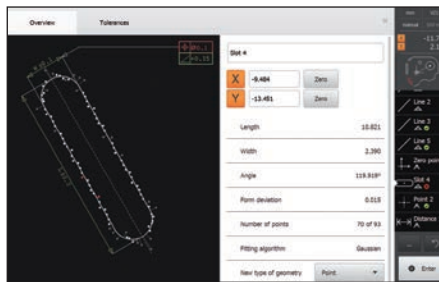 Overview
Tolerances
Slot 4
X
-9.484
Zero
Y
-13.451
Zero
Length
10.821
Width
2.390
Angle
119.919°
Form deviation
0.015
Number of points
70 of 93
Fitting algorithm
Gaussian
New type of geometry
Point
Line 2
Line 3
Line 5
Zero poin
Slot 4
Point 2
Distance
Enter